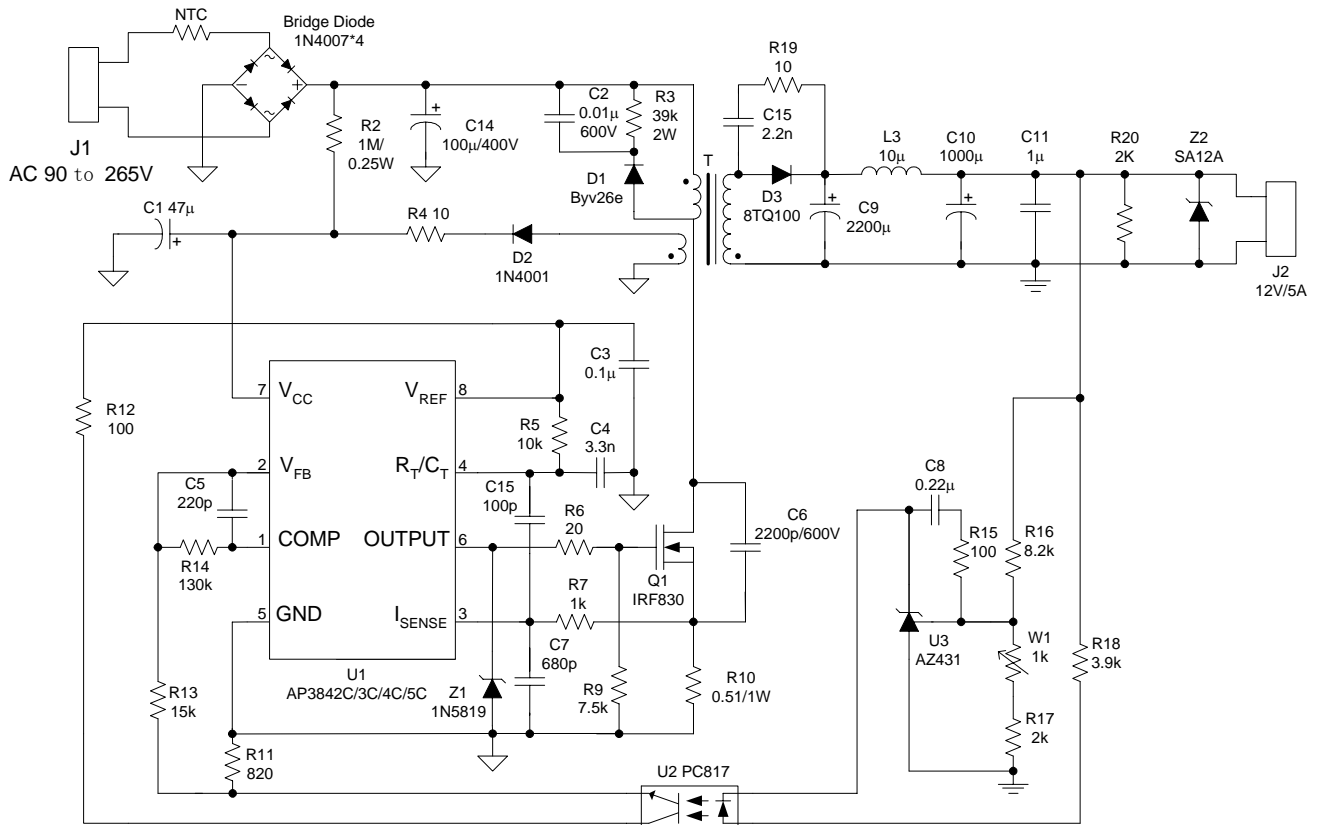 NTC
Bridge Diode
1N4007*4
J1
AC 90 to 265V
R2
1M/
0.25W
C14
100μ/400V
C2
0.01μ
600V
R3
39k
2W
D1
Byv26e
T
R19
10
C15
2.2n
D3
8TQ100
L3
10μ
C9
2200μ
C10
1000μ
C11
1μ
R20
2K
Z2
SA12A
J2
12V/5A
C1 47μ
R4 10
D2
1N4001
R12
100
C3
0.1μ
7 VCC
VREF 8
R5
10k
C4
3.3n
2 VFB
RT/CT 4
C5
220p
C15
100p
R6
20
1 COMP
OUTPUT 6
R14
130k
Q1
IRF830
C6
2200p/600V
5 GND
ISENSE 3
R7
1k
C7
680p
U1
AP3842C/3C/4C/5C
Z1
1N5819
R9
7.5k
R10
0.51/1W
R13
15k
R11
820
U2 PC817
C8
0.22μ
R15
100
R16
8.2k
U3
AZ431
W1
1k
R18
3.9k
R17
2k